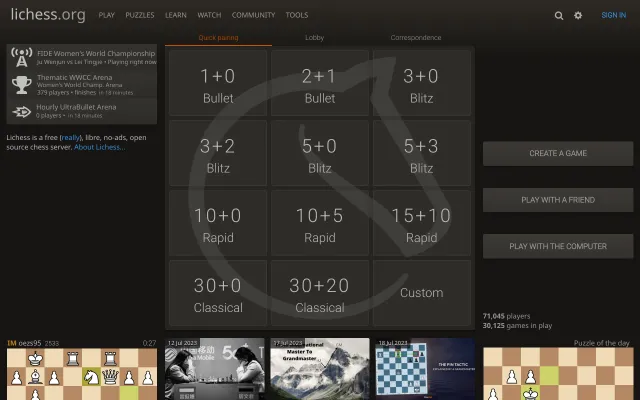 lichess.org PLAY PUZZLES LEARN WATCH COMMUNITY TOOLS SIGN IN
FIDE Women's World Championship
Ju Wenjun vs Lei Tingjie • Playing right now
Thematic WWCC Arena
Women's World Champ. Arena
379 players • finishes in 18 minutes
Hourly UltraBullet Arena
0 players • in 18 minutes
Lichess is a free (really), libre, no-ads, open
source chess server. About Lichess...
Quick pairing Lobby Correspondence
1+0 2+1 3+0
Bullet Bullet Blitz
3+2 5+0 5+3
Blitz Blitz Blitz
10+0 10+5 15+10
Rapid Rapid Rapid
30+0 30+20 Custom
Classical Classical
CREATE A GAME
PLAY WITH A FRIEND
PLAY WITH THE COMPUTER
71,045 players
30,125 games in play
IM oezs95 2533 0:27
12 Jul 2023
18 Jul 2023
Master To
Grandmaster
THE PIN TACTIC
Puzzle of the day